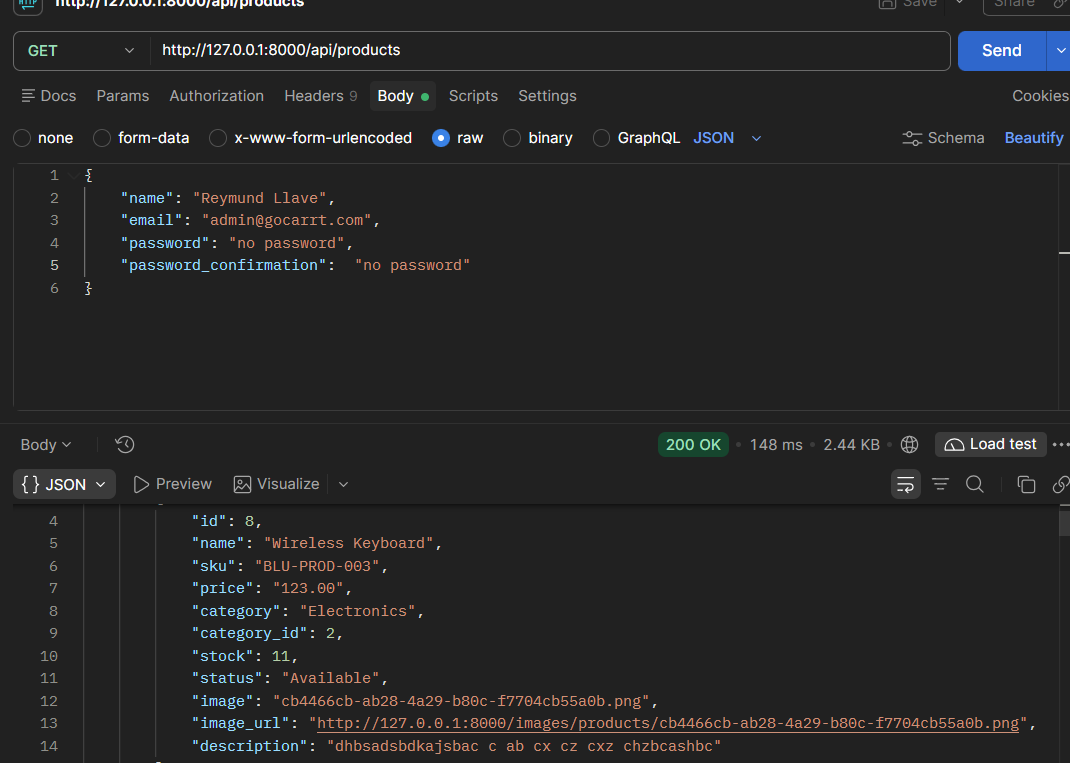 HTTP http://127.0.0.1:8000/api/products Save Share
GET http://127.0.0.1:8000/api/products Send
Docs Params Authorization Headers 9 Body Scripts Settings Cookies
none form-data x-www-form-urlencoded raw binary GraphQL JSON Schema Beautify
1 {
2 "name": "Reymund Llave",
3 "email": "admin@gocarrt.com",
4 "password": "no password",
5 "password_confirmation": "no password"
6 }
Body 200 OK • 148 ms • 2.44 KB • Load test
{} JSON Preview Visualize
4 "id": 8,
5 "name": "Wireless Keyboard",
6 "sku": "BLU-PROD-003",
7 "price": "123.00",
8 "category": "Electronics",
9 "category_id": 2,
10 "stock": 11,
11 "status": "Available",
12 "image": "cb4466cb-ab28-4a29-b80c-f7704cb55a0b.png",
13 "image_url": "http://127.0.0.1:8000/images/products/cb4466cb-ab28-4a29-b80c-f7704cb55a0b.png",
14 "description": "dhbsadsbdkajsbac c ab cx cz cxz chzbcashbc"